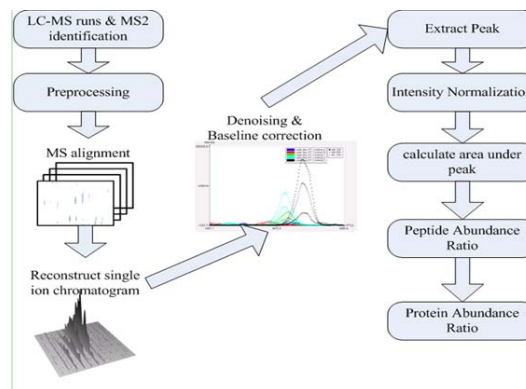 LC-MS runs & MS2
identification
Preprocessing
MS alignment
Reconstruct single
ion chromatogram
Denoising &
Baseline correction
Extract Peak
Intensity Normalization
calculate area under
peak
Peptide Abundance
Ratio
Protein Abundance
Ratio